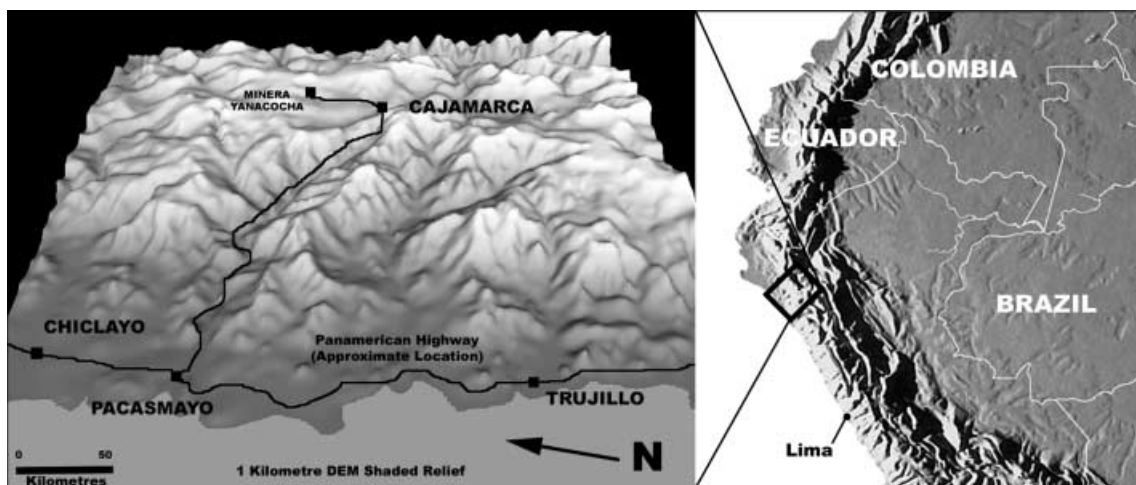 MINERA
YANACOCHA
CAJAMARCA
CHICLAYO
Panamerican Highway
(Approximate Location)
PACASMAYO
TRUJILLO
0
50
Kilometres
1 Kilometre DEM Shaded Relief
N
COLOMBIA
ECUADOR
BRAZIL
Lima